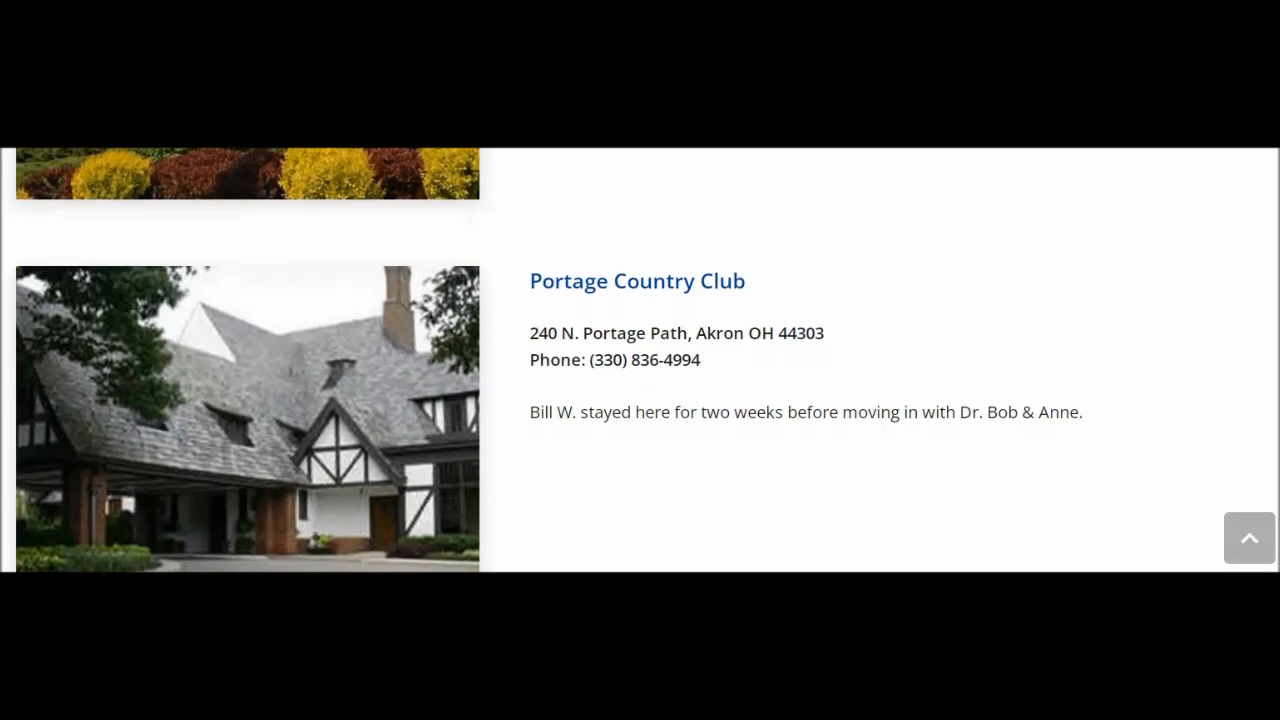 Portage Country Club
240 N. Portage Path, Akron OH 44303
Phone: (330) 836-4994
Bill W. stayed here for two weeks before moving in with Dr. Bob & Anne.